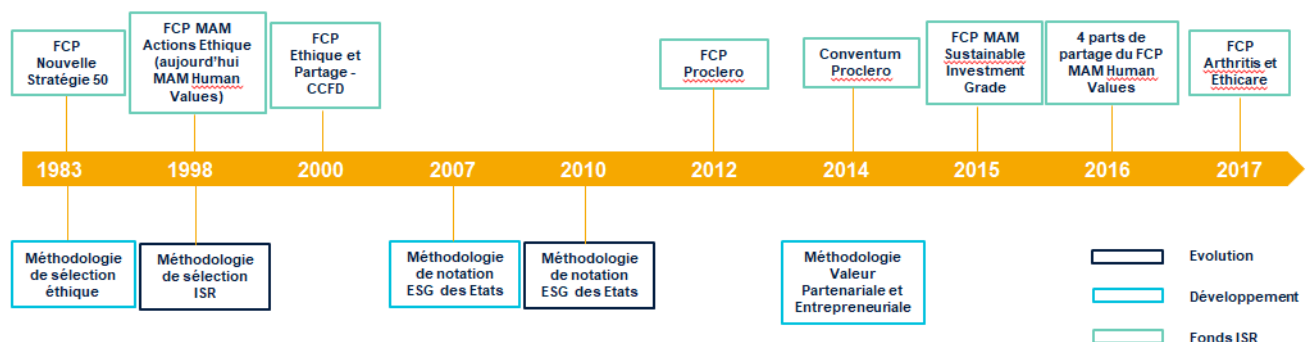 FCP
Nouvelle
Stratégie 50
FCP MAM
Actions Ethique
(aujourd'hui
MAM Human
Values)
FCP
Ethique et
Partage -
CCFD
FCP
Proclero
Conventum
Proclero
FCP MAM
Sustainable
Investment
Grade
4 parts de
partage du FCP
MAM Human
Values
FCP
Arthritis et
Ethicare
1983
1998
2000
2007
2010
2012
2014
2015
2016
2017
Méthodologie
de sélection
éthique
Méthodologie
de sélection
ISR
Méthodologie
de notation
ESG des Etats
Méthodologie
de notation
ESG des Etats
Méthodologie
Valeur
Partenariale et
Entrepreneuriale
Evolution
Développement
Fonds ISR